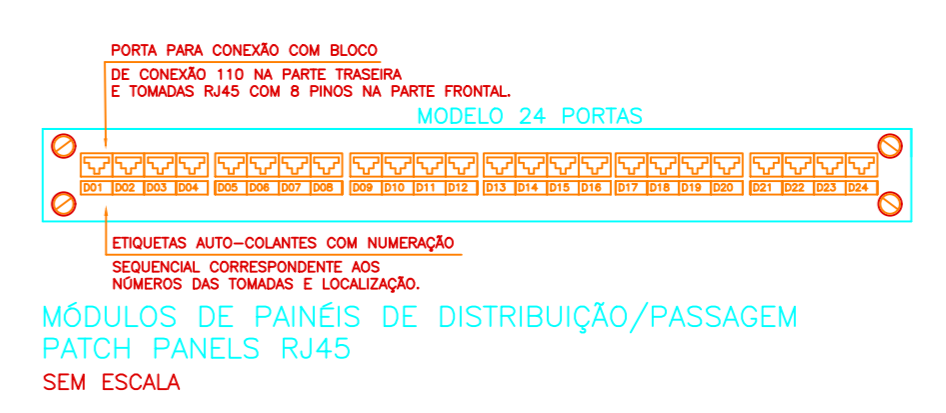 PORTA PARA CONEXÃO COM BLOCO
DE CONEXÃO 110 NA PARTE TRASEIRA
E TOMADAS RJ45 COM 8 PINOS NA PARTE FRONTAL.
MODELO 24 PORTAS
D01 D02 D03 D04 D05 D06 D07 D08 D09 D10 D11 D12 D13 D14 D15 D16 D17 D18 D19 D20 D21 D22 D23 D24
ETIQUETAS AUTO-COLANTES COM NUMERAÇÃO
SEQUENCIAL CORRESPONDENTE AOS
NÚMEROS DAS TOMADAS E LOCALIZAÇÃO.
MÓDULOS DE PAINÉIS DE DISTRIBUIÇÃO/PASSAGEM
PATCH PANELS RJ45
SEM ESCALA